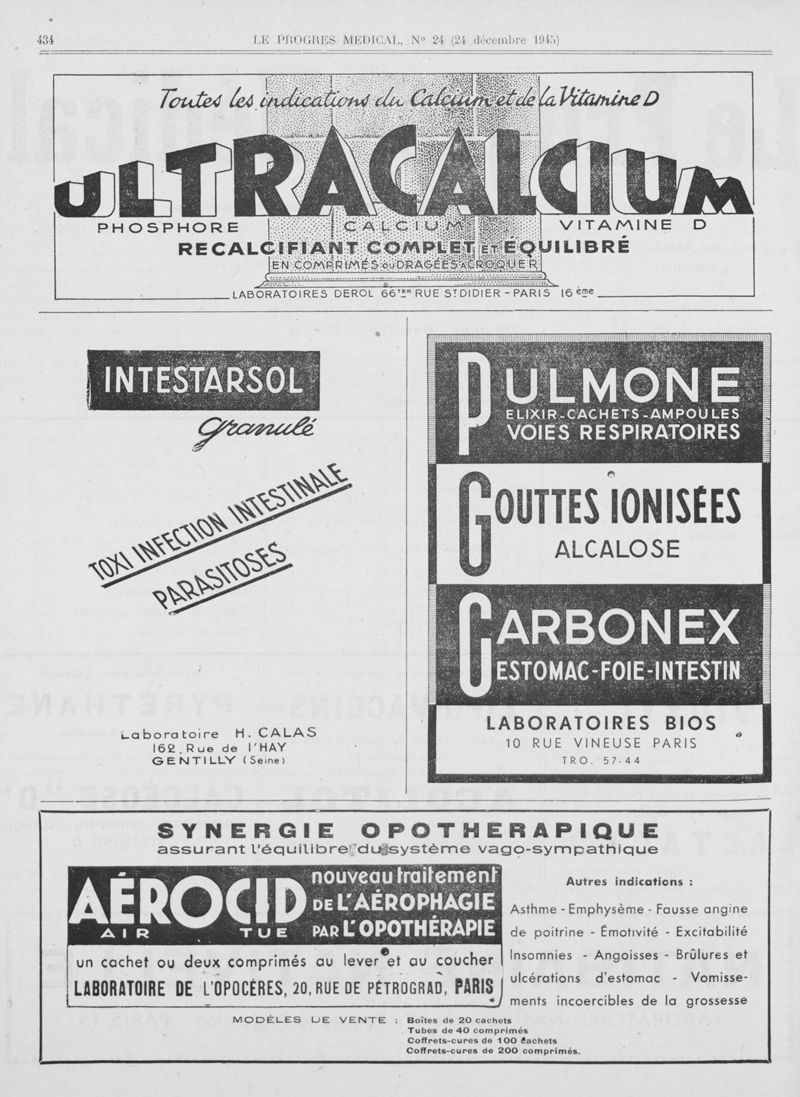 434
LE PROGRES MEDICAL, N° 24 (24 décembre 1945)
Toutes les indications du Calcium et de la Vitamine D
ULTRACALCIUM
PHOSPHORE CALCIUM VITAMINE D
RECALCIFIANT COMPLET ET ÉQUILIBRÉ
EN COMPRIMÉS OU DRAGÉES A CROQUER
LABORATOIRES DEROL 66TER RUE ST DIDIER - PARIS 16ème
INTESTARSOL
granulé
TOXI INFECTION INTESTINALE
PARASITOSES
Laboratoire H. CALAS
162, Rue de l'HAY
GENTILLY (Seine)
PULMONE
ELIXIR-CACHETS-AMPOULES
VOIES RESPIRATOIRES
GOUTTES IONISÉES
ALCALOSE
CARBONEX
ESTOMAC-FOIE-INTESTIN
LABORATOIRES BIOS
10 RUE VINEUSE PARIS
TRO. 57-44
SYNERGIE OPOTHERAPIQUE
assurant l'équilibre du système vago-sympathique
AÉROCID
AIR TUE
nouveau traitement
DE L'AÉROPHAGIE
PAR L'OPOTHÉRAPIE
un cachet ou deux comprimés au lever et au coucher
LABORATOIRE DE L'OPOCÈRES, 20, RUE DE PÉTROGRAD, PARIS
Autres indications :
Asthme - Emphysème - Fausse angine
de poitrine - Émotivité - Excitabilité
Insomnies - Angoisses - Brûlures et
ulcérations d'estomac - Vomisse-
ments incoercibles de la grossesse
MODÈLES DE VENTE : Boîtes de 20 cachets
Tubes de 40 comprimés
Coffrets-cures de 100 cachets
Coffrets-cures de 200 comprimés.